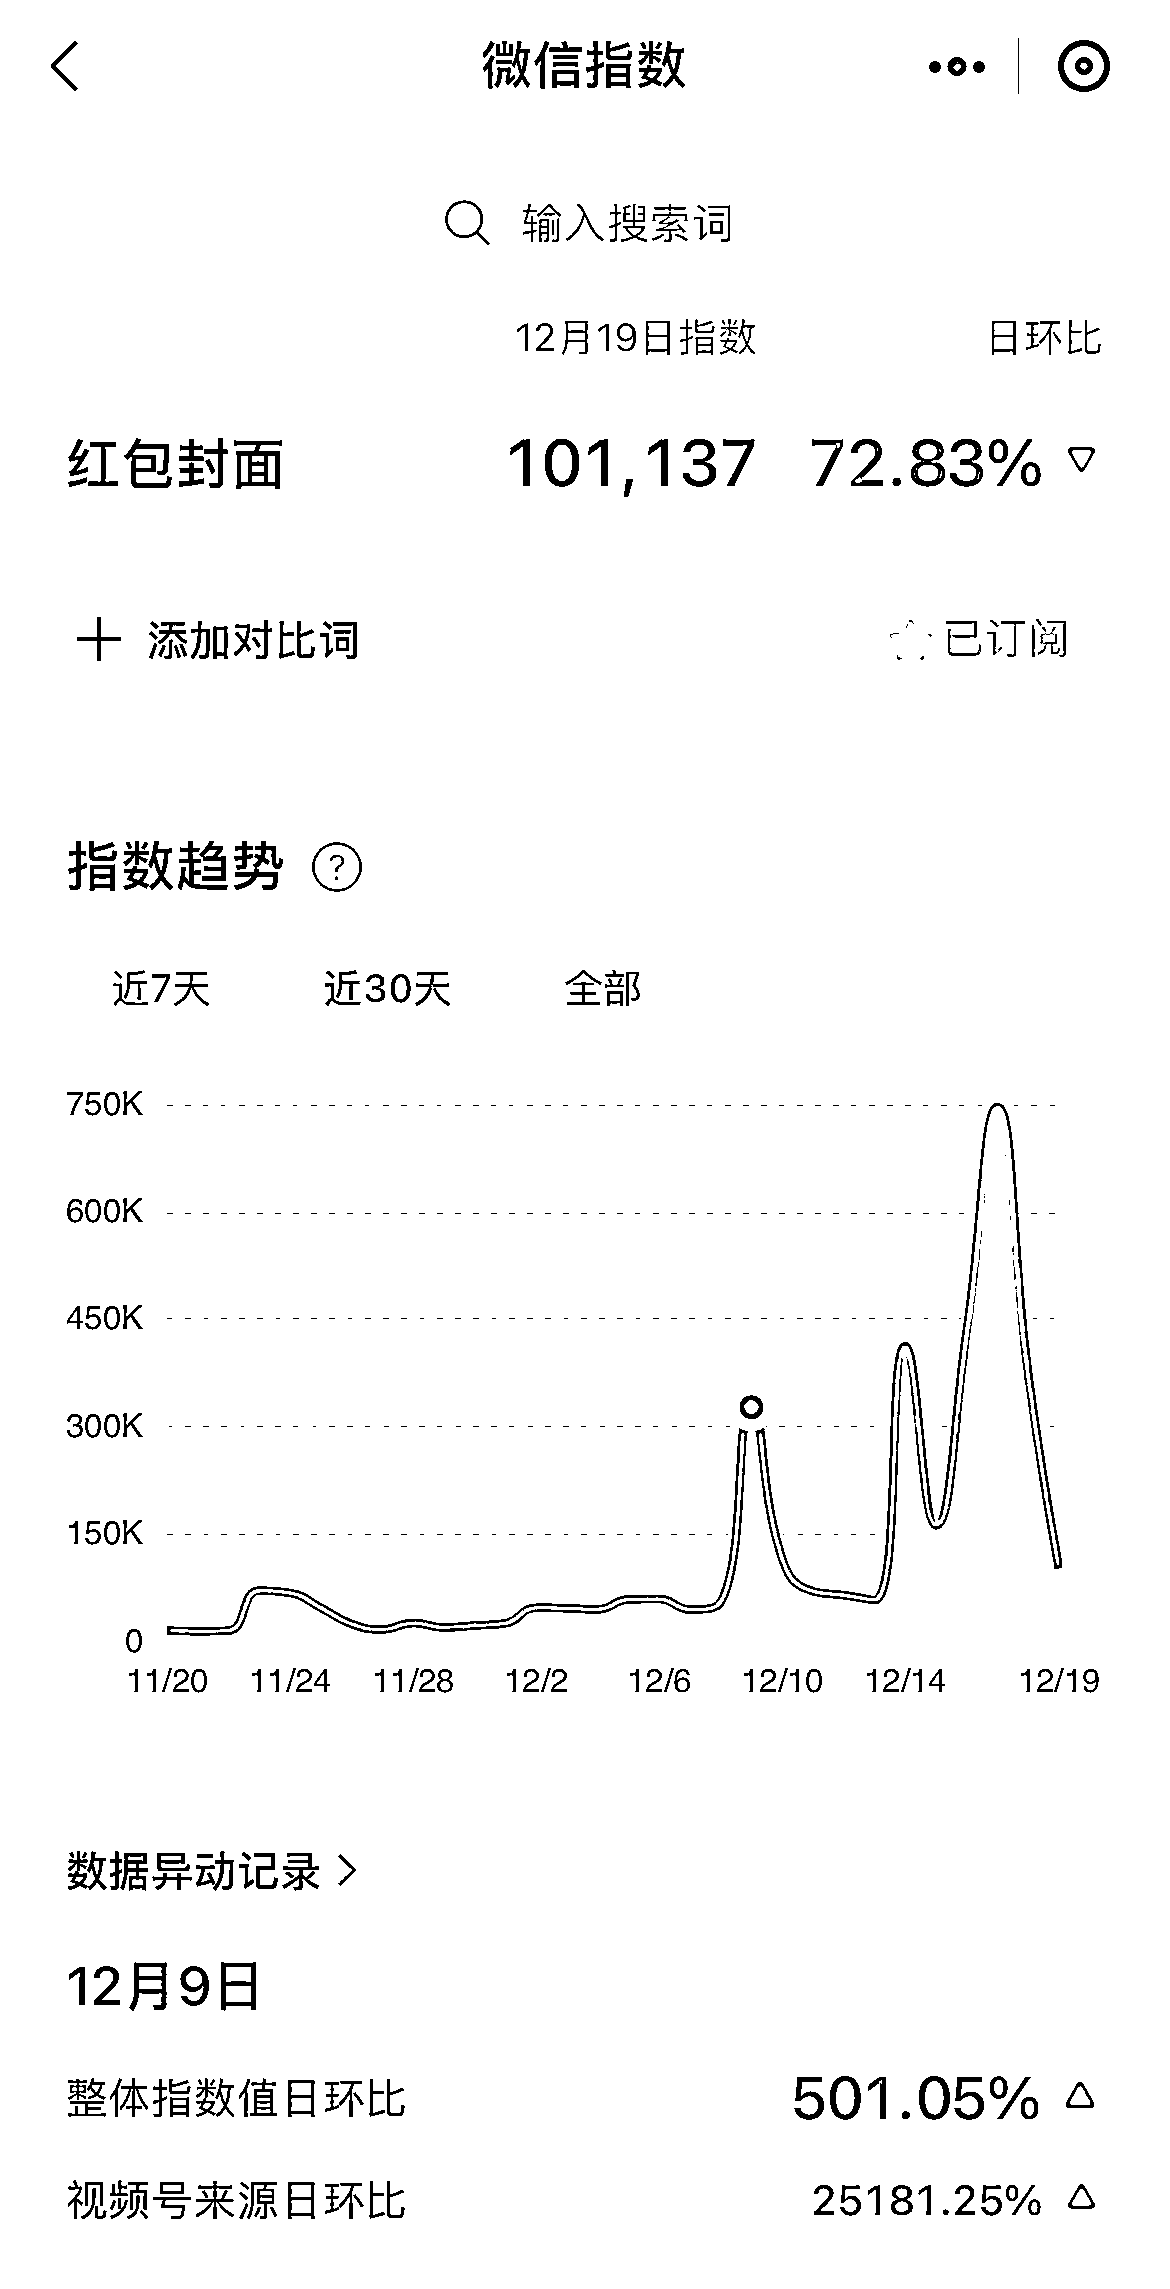 微信指数
输入搜索词
12月19日指数 日环比
红包封面 101,137 72.83%
添加对比词 已订阅
指数趋势 ?
近7天 近30天 全部
750K
600K
450K
300K
150K
0
11/20 11/24 11/28 12/2 12/6 12/10 12/14 12/19
数据异动记录
12月9日
整体指数值日环比 501.05%
视频号来源日环比 25181.25%